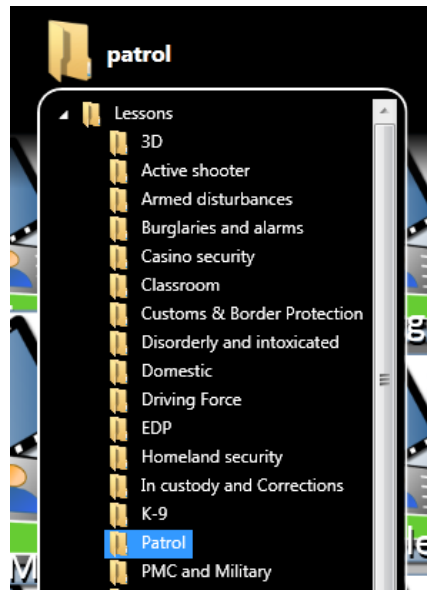 patrol
Lessons
3D
Active shooter
Armed disturbances
Burglaries and alarms
Casino security
Classroom
Customs & Border Protection
Disorderly and intoxicated
Domestic
Driving Force
EDP
Homeland security
In custody and Corrections
K-9
Patrol
PMC and Military